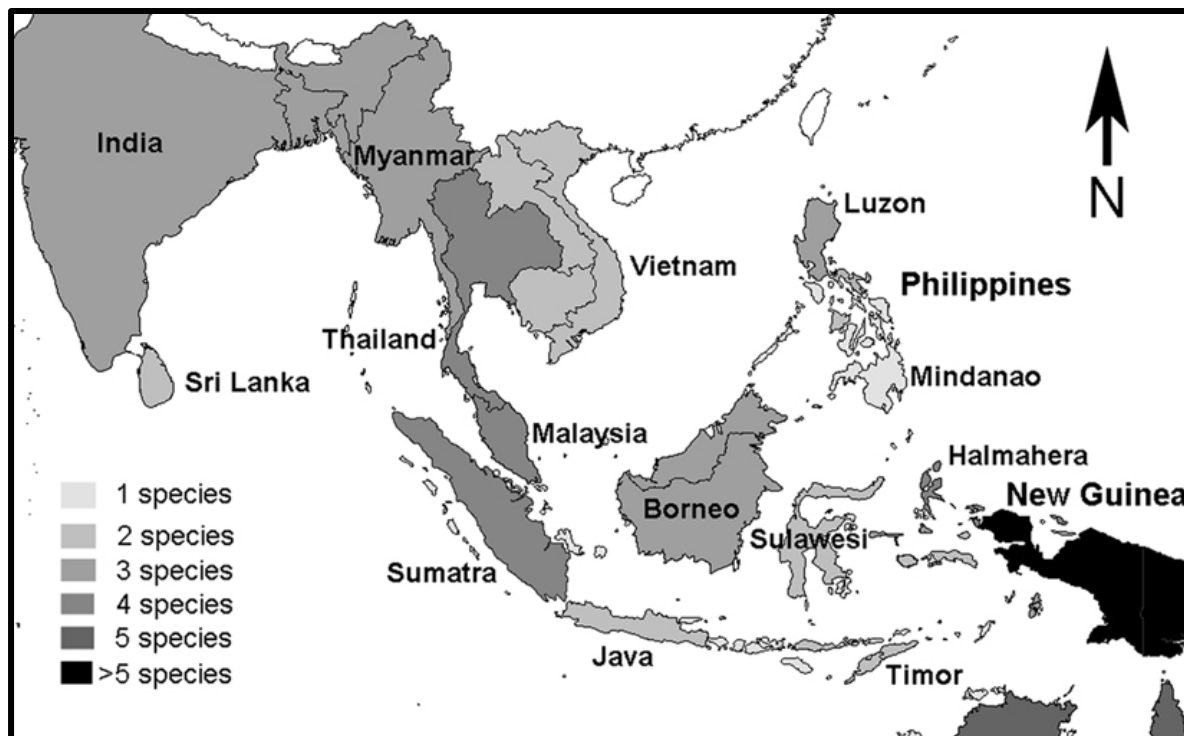 India
Myanmar
N
Luzon
Vietnam
Philippines
Thailand
Sri Lanka
Mindanao
Malaysia
Halmahera
New Guinea
Borneo
Sulawesi
Sumatra
Java
Timor
1 species
2 species
3 species
4 species
5 species
>5 species